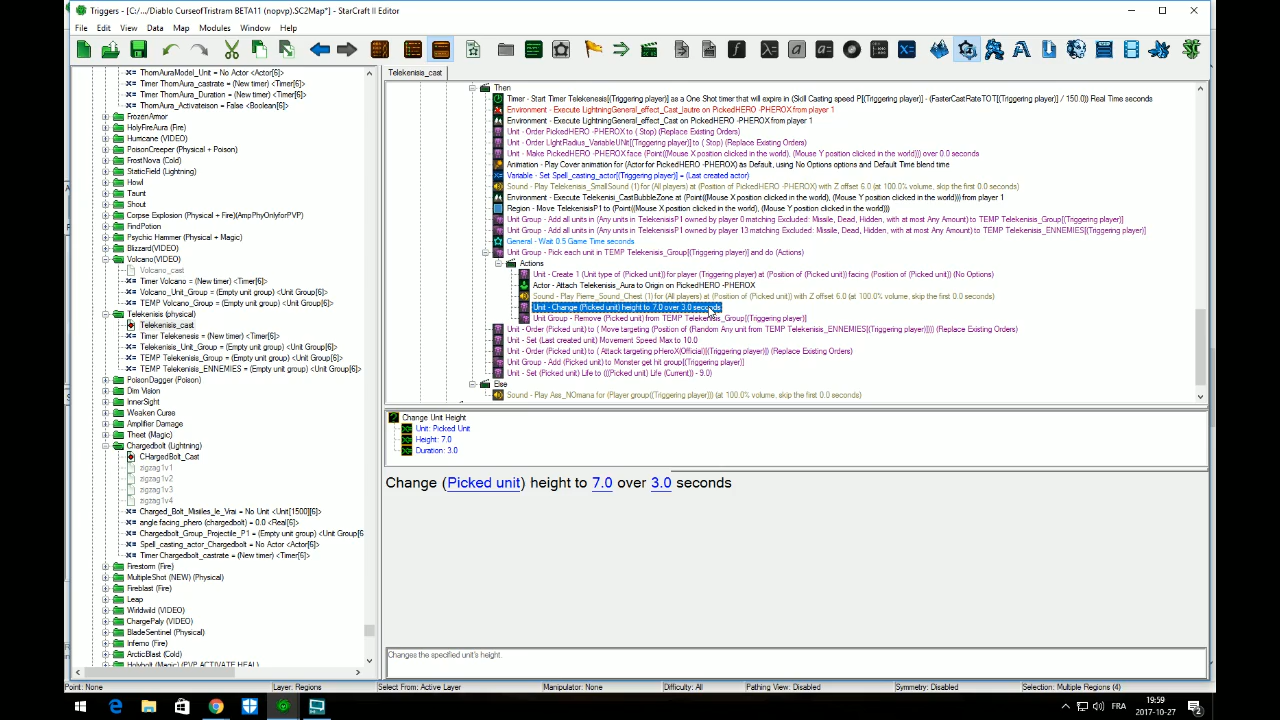 Triggers - [C:/.../Diablo CurseofTristram BETA11 (nopvp).SC2Map*] - StarCraft II Editor
File Edit View Data Map Modules Window Help
Telekenisis_cast
ThornAuraModel_Unit = No Actor <Actor[6]>
Timer ThornAura_castrate = (New timer) <Timer[6]>
Timer ThornAura_Duration = (New timer) <Timer[6]>
ThornAura_Activateison = False <Boolean[6]>
FrozenArmor
HolyFireAura (Fire)
Humcane (VIDEO)
PoisonCreeper (Physical + Poison)
FrostNova (Cold)
StaticField (Lightning)
Howl
Taunt
Shout
Corpse Explosion (Physical + Fire)(AmpPhyOnlyforPVP)
FindPotion
Psychic Hammer (Physical + Magic)
Blizzard(VIDEO)
Volcano(VIDEO)
Volcano_cast
Timer Volcano = (New timer) <Timer[6]>
Volcano_Unit_Group = (Empty unit group) <Unit Group[6]>
TEMP Volcano_Group = (Empty unit group) <Unit Group[6]>
Telekenisis (physical)
Telekenisis_cast
Timer Telekenesis = (New timer) <Timer[6]>
Telekenisis_Unit_Group = (Empty unit group) <Unit Group[6]>
TEMP Telekenisis_Group = (Empty unit group) <Unit Group[6]>
TEMP Telekenisis_ENNEMIES = (Empty unit group) <Unit Group[6]>
PoisonDagger (Poison)
Dim Vision
InnerSight
Weaken Curse
Amplifier Damage
Theet (Magic)
Chargedbolt (Lightning)
CHargedBolt_Cast
zigzag1v1
zigzag1v2
zigzag1v3
zigzag1v4
Charged_Bolt_Misiles_le_Vrai = No Unit <Unit[1500][6]>
angle facing_phero (chargedbolt) = 0.0 <Real[6]>
Chargedbolt_Group_Projectile_P1 = (Empty unit group) <Unit Group[6
Spell_casting_actor_Chargedbolt = No Actor <Actor[6]>
Timer Chargedbolt_castrate = (New timer) <Timer[6]>
Firestorm (Fire)
MultipleShot (NEW) (Physical)
Fireblast (Fire)
Leap
Wirldwild (VIDEO)
ChargePaly (VIDEO)
BladeSentinel (Physical)
Inferno (Fire)
ArcticBlast (Cold)
Holybolt (Magic) (PVP ACTIVATE HEAL)
Then
Timer - Start Timer Telekenesis[(Triggering player)] as a One Shot timer that will expire in (Skill Casting speed P[(Triggering player)] - (FasterCastRateTOT[(Triggering player)] / 150.0)) Real Time seconds
Environment - Execute LightningGeneral_effect_Cast_lautre on PickedHERO -PHEROX from player 1
Environment - Execute LightningGeneral_effect_Cast on PickedHERO -PHEROX from player 1
Unit - Order PickedHERO -PHEROX to ( Stop) (Replace Existing Orders)
Unit - Order LIghtRadius_VariableUNit[(Triggering player)] to ( Stop) (Replace Existing Orders)
Unit - Make PickedHERO -PHEROX face (Point((Mouse X position clicked in the world), (Mouse Y position clicked in the world))) over 0.0 seconds
Animation - Play Cover animation for (Actor for PickedHERO -PHEROX) as Default, using No Options options and Default Time blend time
Variable - Set Spell_casting_actor[(Triggering player)] = (Last created actor)
Sound - Play Telekenisis_SmallSound (1) for (All players) at (Position of PickedHERO -PHEROX) with Z offset 6.0 (at 100.0% volume, skip the first 0.0 seconds)
Environment - Execute Telekenisi_CastBubbleZone at (Point((Mouse X position clicked in the world), (Mouse Y position clicked in the world))) from player 1
Region - Move TelekenisisP1 to (Point((Mouse X position clicked in the world), (Mouse Y position clicked in the world)))
Unit Group - Add all units in (Any units in TelekenisisP1 owned by player 0 matching Excluded: Missile, Dead, Hidden, with at most Any Amount) to TEMP Telekenisis_Group[(Triggering player)]
Unit Group - Add all units in (Any units in TelekenisisP1 owned by player 13 matching Excluded: Missile, Dead, Hidden, with at most Any Amount) to TEMP Telekenisis_ENNEMIES[(Triggering player)]
General - Wait 0.5 Game Time seconds
Unit Group - Pick each unit in TEMP Telekenisis_Group[(Triggering player)] and do (Actions)
Actions
Unit - Create 1 (Unit type of (Picked unit)) for player (Triggering player) at (Position of (Picked unit)) facing (Position of (Picked unit)) (No Options)
Actor - Attach Telekinisis_Aura to Origin on PickedHERO -PHEROX
Sound - Play Pierre_Sound_Chest (1) for (All players) at (Position of (Picked unit)) with Z offset 6.0 (at 100.0% volume, skip the first 0.0 seconds)
Unit - Change (Picked unit) height to 7.0 over 3.0 seconds
Unit Group - Remove (Picked unit) from TEMP Telekenisis_Group[(Triggering player)]
Unit - Order (Picked unit) to ( Move targeting (Position of (Random Any unit from TEMP Telekenisis_ENNEMIES[(Triggering player)]))) (Replace Existing Orders)
Unit - Set (Last created unit) Movement Speed Max to 10.0
Unit - Order (Picked unit) to ( Attack targeting pHeroX(Official)[(Triggering player)]) (Replace Existing Orders)
Unit Group - Add (Picked unit) to Monster get hit group[(Triggering player)]
Unit - Set (Picked unit) Life to (((Picked unit) Life (Current)) - 9.0)
Else
Sound - Play Ass_NOmana for (Player group((Triggering player))) (at 100.0% volume, skip the first 0.0 seconds)
Change Unit Height
Unit: Picked Unit
Height: 7.0
Duration: 3.0
Change (Picked unit) height to 7.0 over 3.0 seconds
Changes the specified unit's height.
Point: None Layer: Regions Select From: Active Layer Manipulator: None Difficulty: All Pathing View: Disabled Symmetry: Disabled Selection: Multiple Regions (4)
FRA
19:59
2017-10-27
2